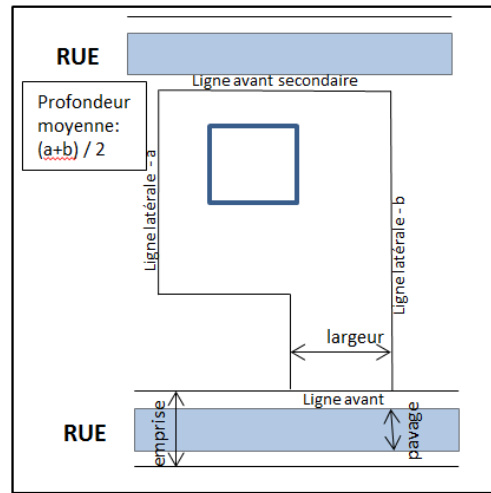 RUE
Ligne avant secondaire
Profondeur
moyenne:
(a+b) / 2
Ligne latérale - a
Ligne latérale - b
largeur
Ligne avant
RUE
emprise
pavage